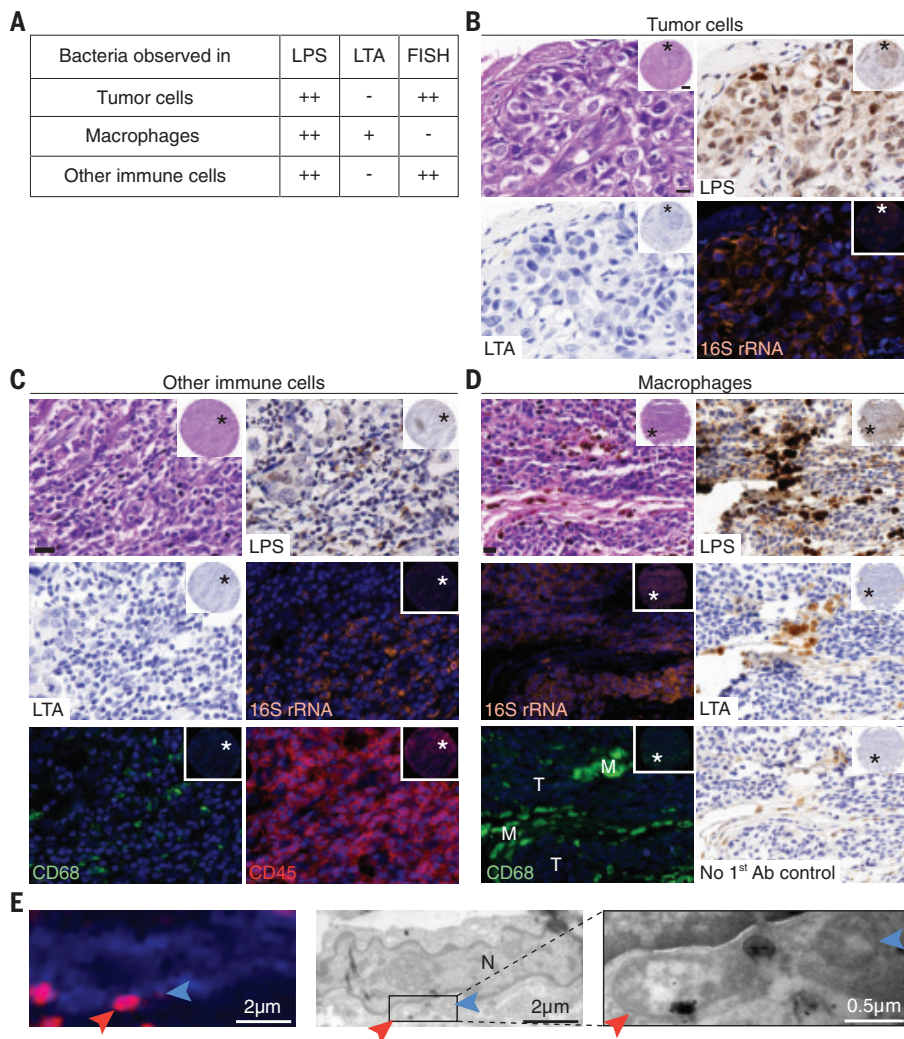 A
Bacteria observed in LPS LTA FISH
Tumor cells ++ - ++
Macrophages ++ + -
Other immune cells ++ - ++
B
Tumor cells
*
*
LPS
*
*
LTA
16S rRNA
C
Other immune cells
*
*
LPS
*
*
LTA
16S rRNA
*
*
CD68
CD45
D
Macrophages
*
*
LPS
*
*
16S rRNA
LTA
*
*
M
T
M
T
CD68
No 1st Ab control
E
N
2µm
2µm
0.5µm